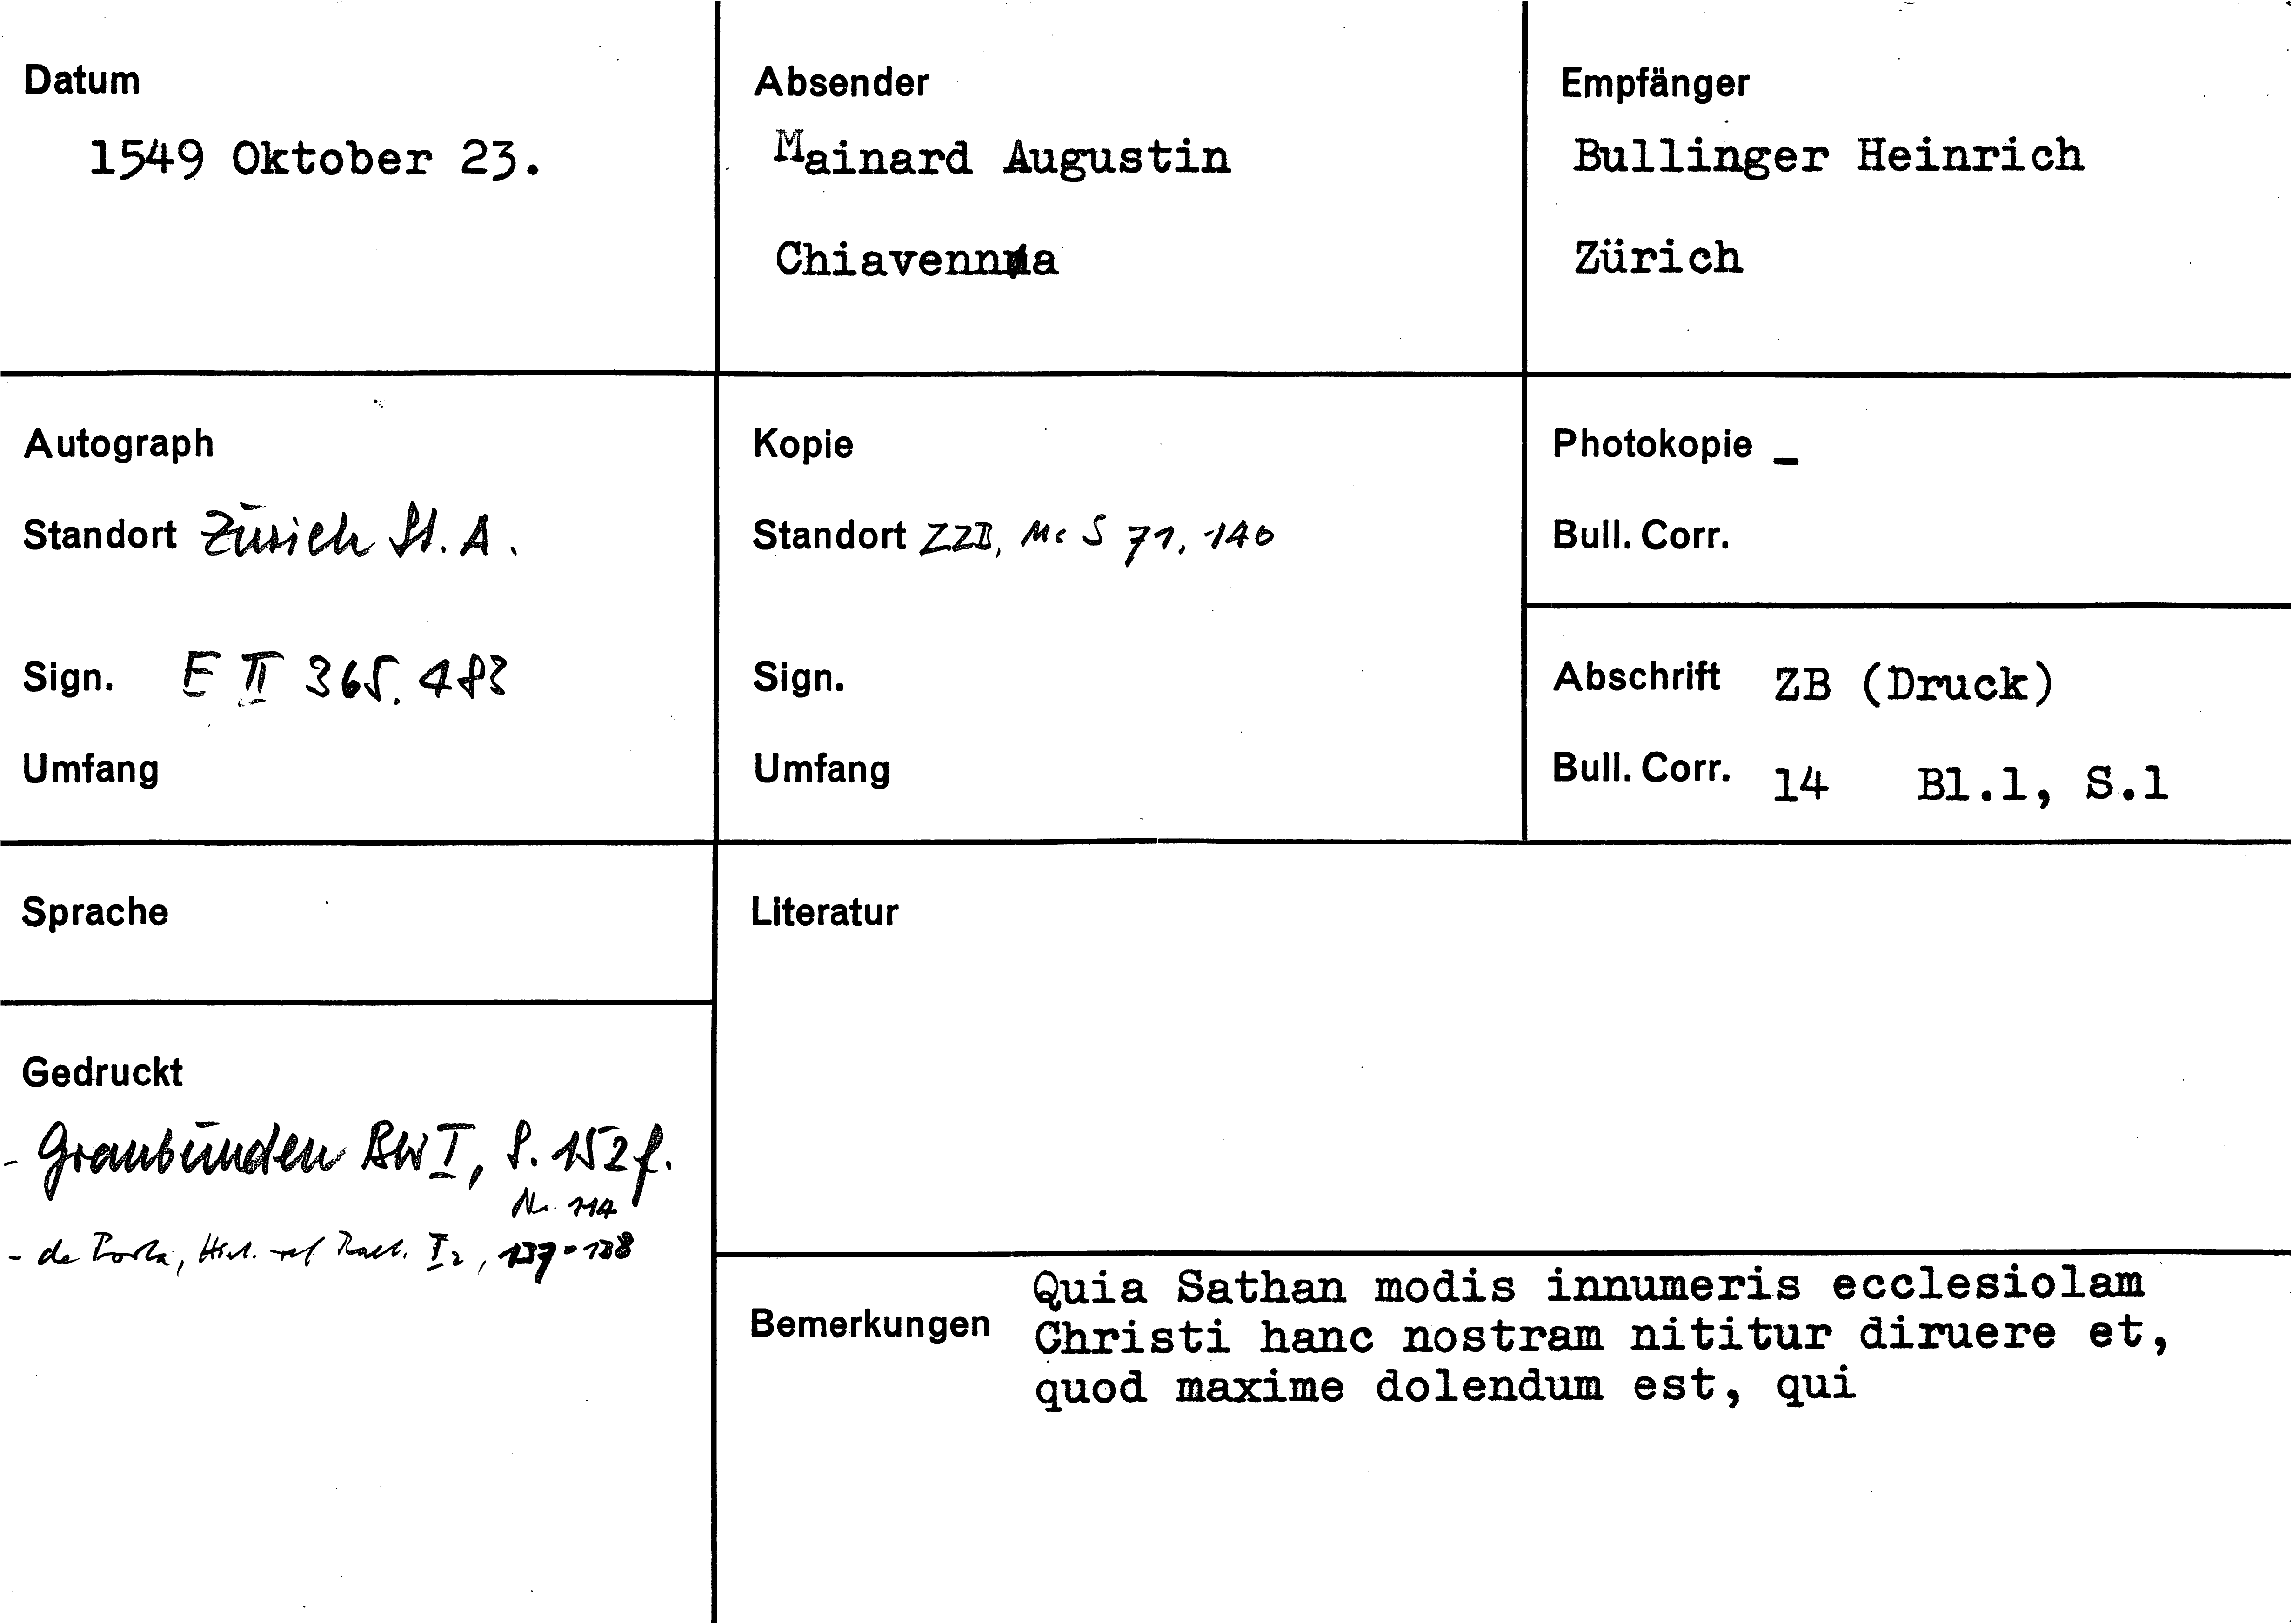 Datum
1549 Oktober 23.
Absender
Mainard Augustin
Chiavenna
Empfänger
Bullinger Heinrich
Zürich
Autograph
Standort Zürich St. A.
Sign. E II 365. 483
Umfang
Kopie
Standort ZZB, Ms S 71, 140
Sign.
Umfang
Photokopie _
Bull. Corr.
Abschrift ZB (Druck)
Bull. Corr. 14 Bl.1, S.1
Sprache
Gedruckt
- Graubünden BW I, S. 152 f.
Nr. 114
- de Porta, Hist. ref Raet. I 2, 137-138
Literatur
Bemerkungen
Quia Sathan modis innumeris ecclesiolam
Christi hanc nostram nititur diruere et,
quod maxime dolendum est, qui